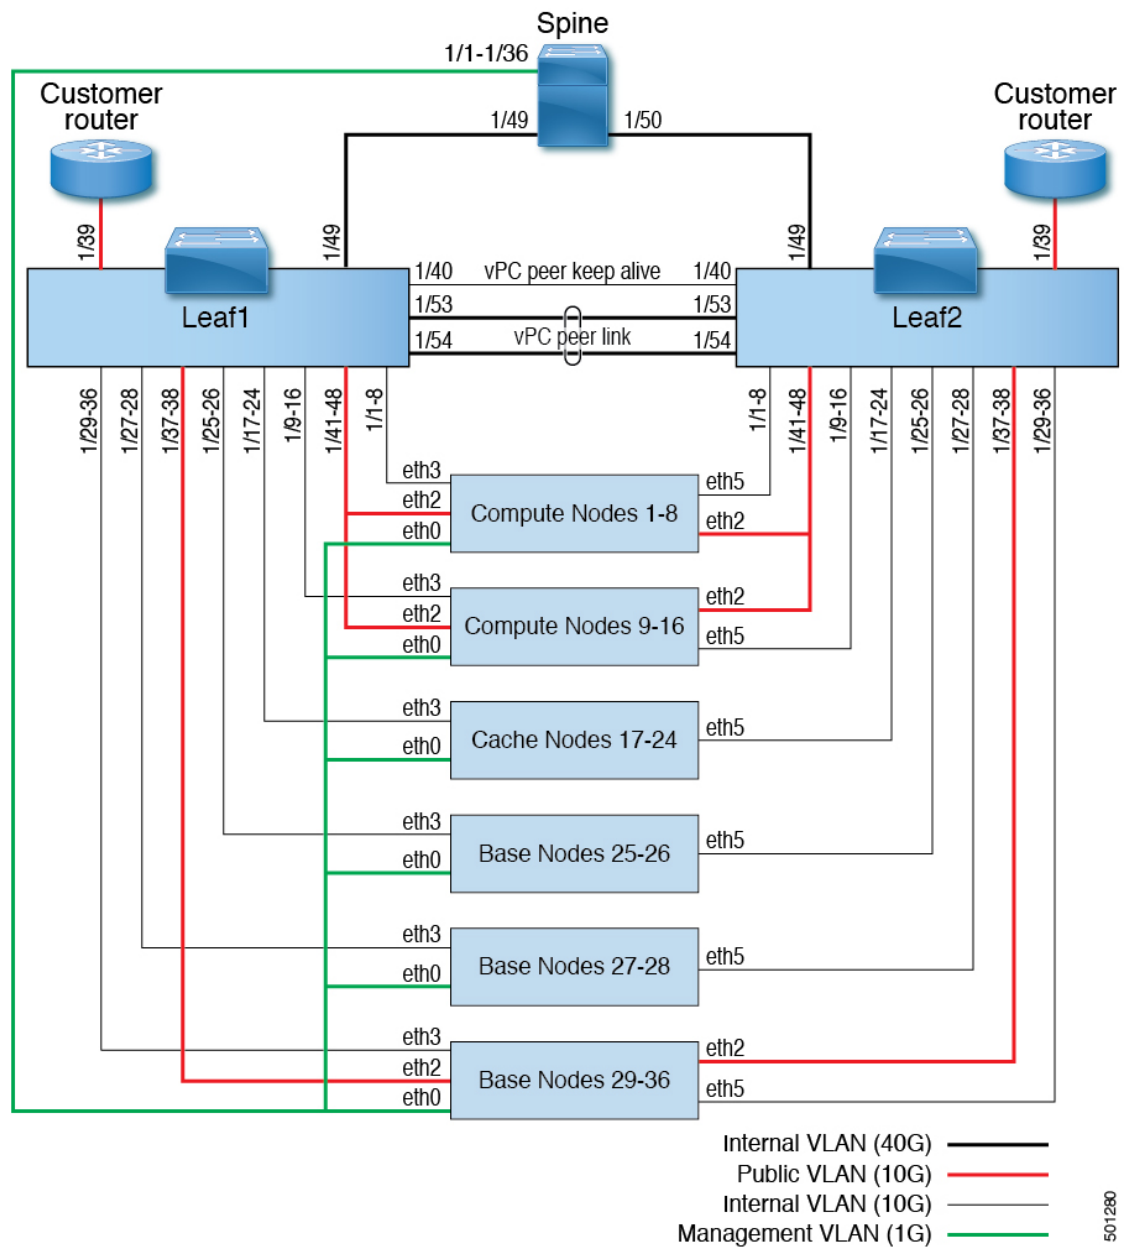 Spine
1/1-1/36
Customer
router
Customer
router
1/49
1/50
1/39
1/49
1/49
1/39
Leaf1
Leaf2
1/40 vPC peer keep alive 1/40
1/53 1/53
1/54 vPC peer link 1/54
1/29-36
1/27-28
1/37-38
1/25-26
1/17-24
1/9-16
1/41-48
1/1-8
1/1-8
1/41-48
1/9-16
1/17-24
1/25-26
1/27-28
1/37-38
1/29-36
eth3
eth2
eth0
Compute Nodes 1-8
eth5
eth2
eth3
eth2
eth0
Compute Nodes 9-16
eth2
eth5
eth3
eth0
Cache Nodes 17-24
eth5
eth3
eth0
Base Nodes 25-26
eth5
eth3
eth0
Base Nodes 27-28
eth5
eth3
eth2
eth0
Base Nodes 29-36
eth2
eth5
Internal VLAN (40G)
Public VLAN (10G)
Internal VLAN (10G)
Management VLAN (1G)
501280